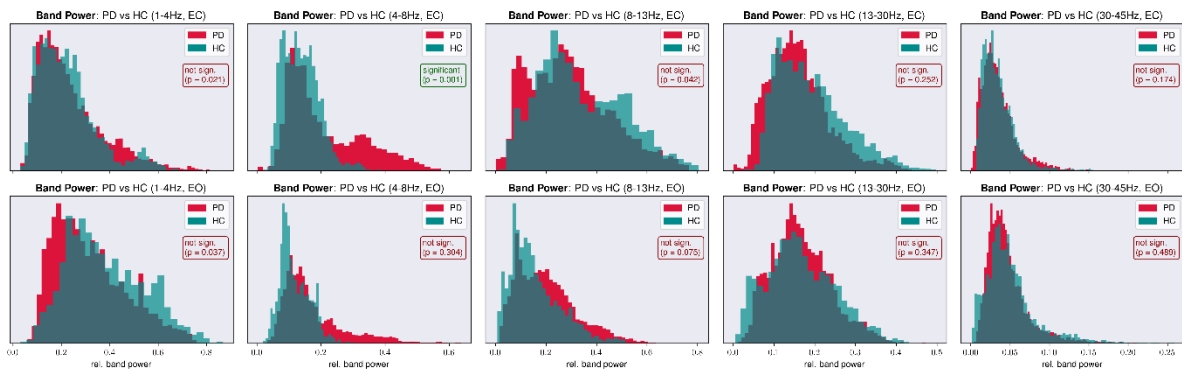 Band Power: PD vs HC (1-4Hz, EC)
PD
HC
not sign.
(p = 0.021)
Band Power: PD vs HC (4-8Hz, EC)
PD
HC
significant
(p = 0.001)
Band Power: PD vs HC (8-13Hz, EC)
PD
HC
not sign.
(p = 0.042)
Band Power: PD vs HC (13-30Hz, EC)
PD
HC
not sign.
(p = 0.252)
Band Power: PD vs HC (30-45Hz, EC)
PD
HC
not sign.
(p = 0.174)
Band Power: PD vs HC (1-4Hz, EO)
PD
HC
not sign.
(p = 0.037)
0.0 0.2 0.4 0.6 0.8
rel. band power
Band Power: PD vs HC (4-8Hz, EO)
PD
HC
not sign.
(p = 0.304)
0.0 0.2 0.4 0.6
rel. band power
Band Power: PD vs HC (8-13Hz, EO)
PD
HC
not sign.
(p = 0.075)
0.0 0.2 0.4 0.6 0.8
rel. band power
Band Power: PD vs HC (13-30Hz, EO)
PD
HC
not sign.
(p = 0.347)
0.0 0.1 0.2 0.3 0.4 0.5
rel. band power
Band Power: PD vs HC (30-45Hz, EO)
PD
HC
not sign.
(p = 0.489)
0.00 0.05 0.10 0.15 0.20 0.25
rel. band power